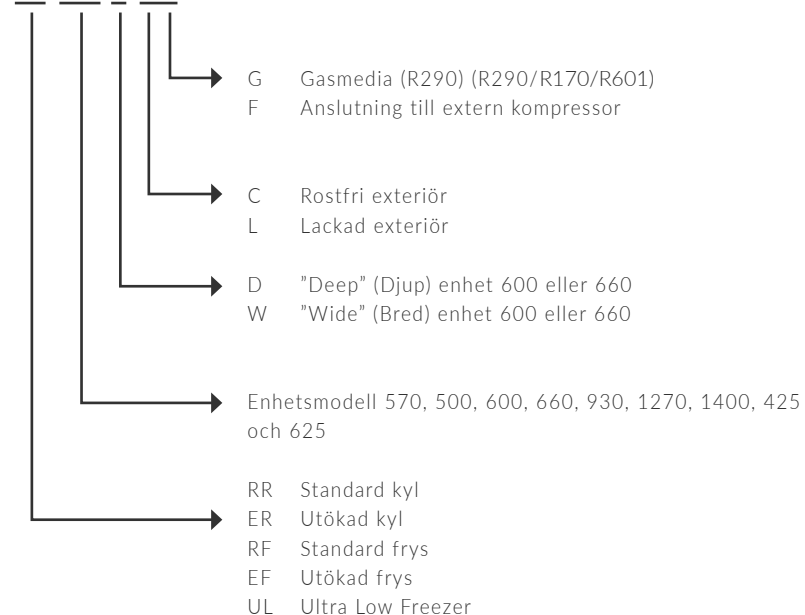 G Gasmedia (R290) (R290/R170/R601)
F Anslutning till extern kompressor
C Rostfri exteriör
L Lackad exteriör
D ”Deep” (Djup) enhet 600 eller 660
W ”Wide” (Bred) enhet 600 eller 660
Enhetsmodell 570, 500, 600, 660, 930, 1270, 1400, 425
och 625
RR Standard kyl
ER Utökad kyl
RF Standard frys
EF Utökad frys
UL Ultra Low Freezer